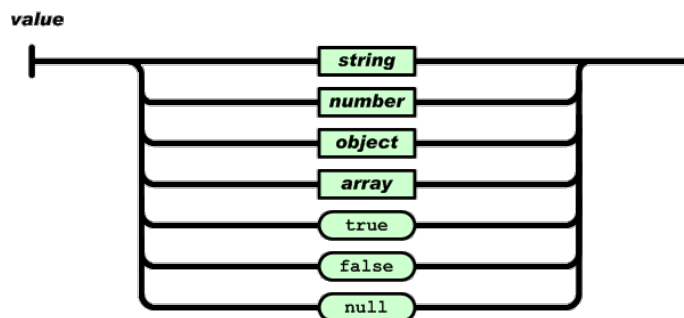 value
string
number
object
array
true
false
null